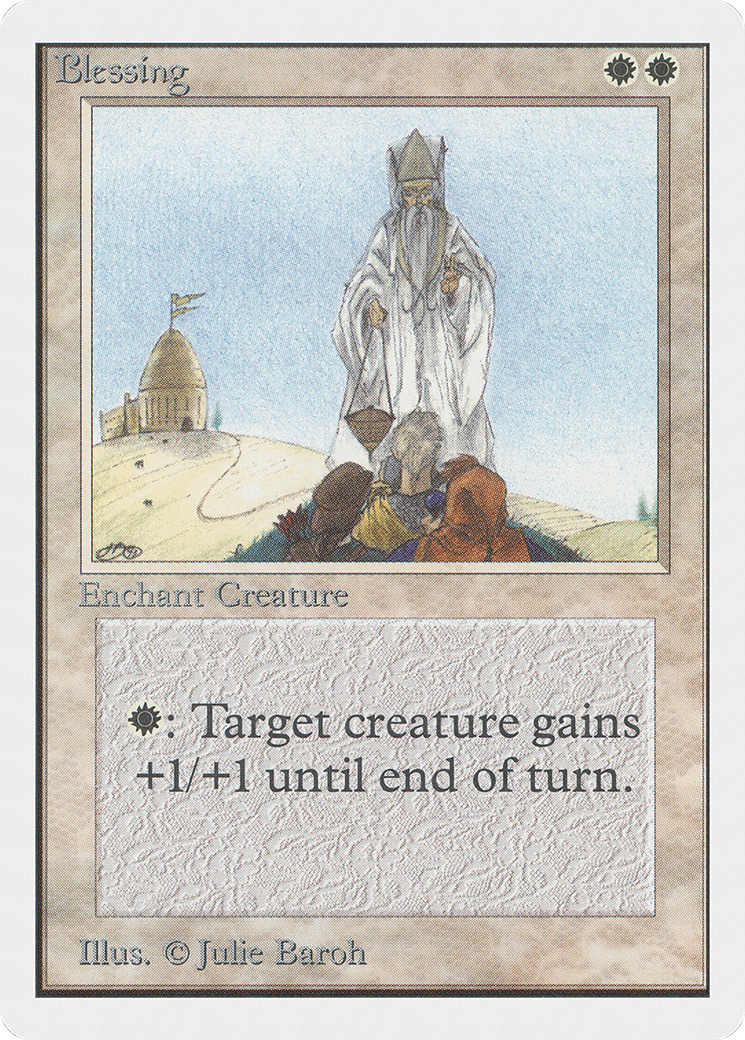 Blessing
Enchant Creature
: Target creature gains
+1/+1 until end of turn.
Illus. © Julie Baroh